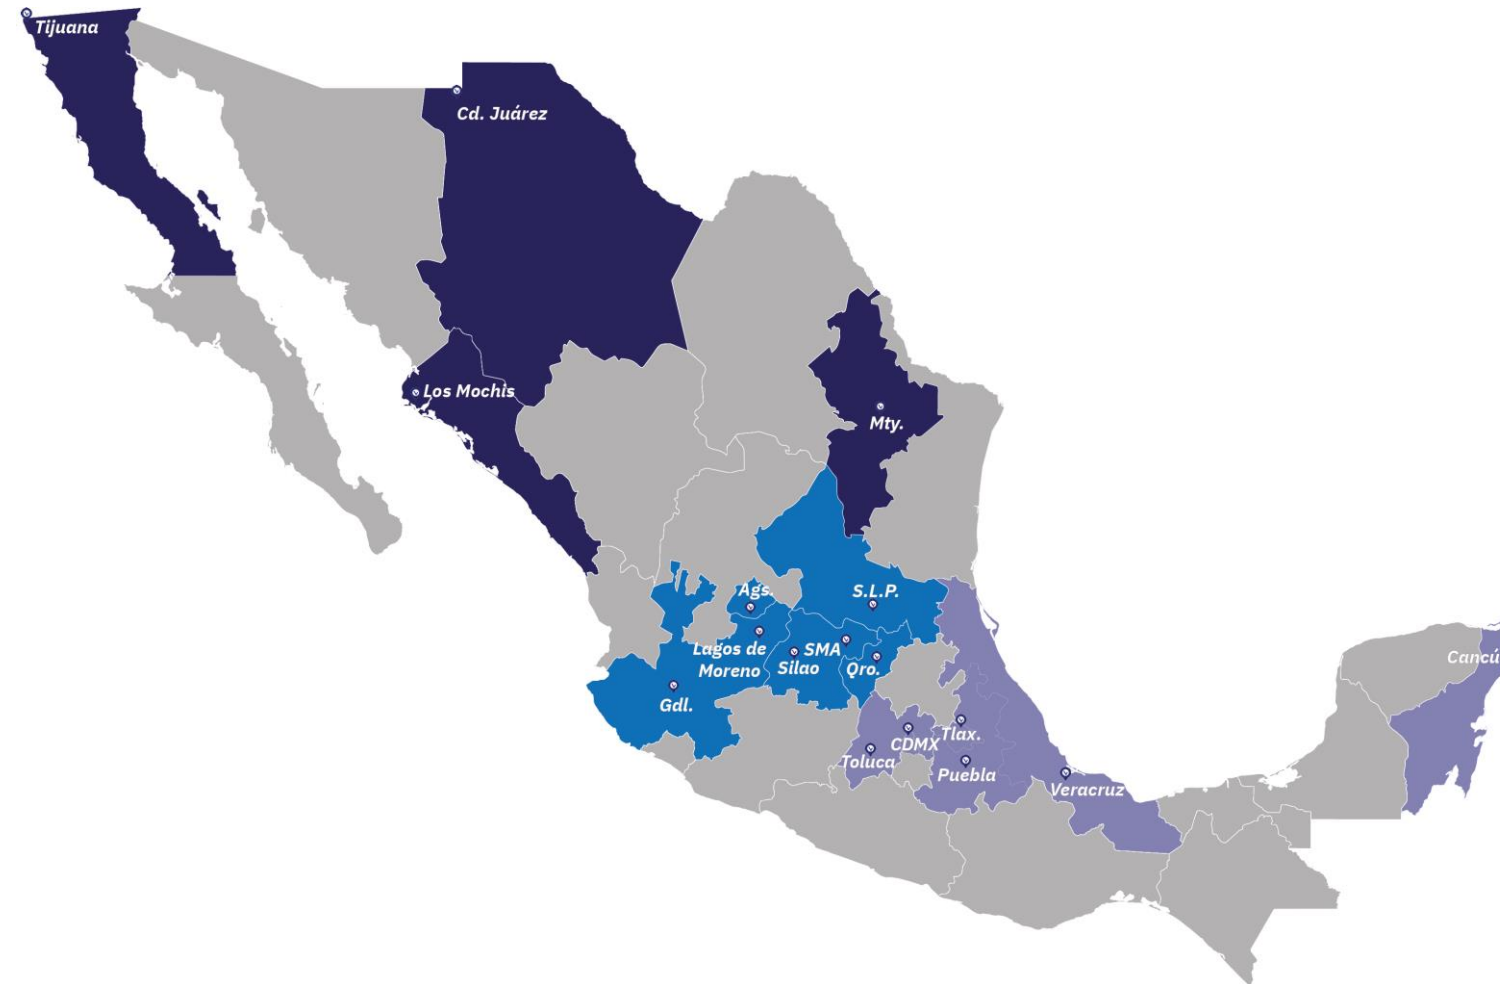 Tijuana
Cd. Juárez
Los Mochis
Mty.
Ags.
S.L.P.
Lagos de
Moreno
SMA
Silao
Qro.
Gdl.
Cancú
Tlax.
CDMX
Toluca
Puebla
Veracruz